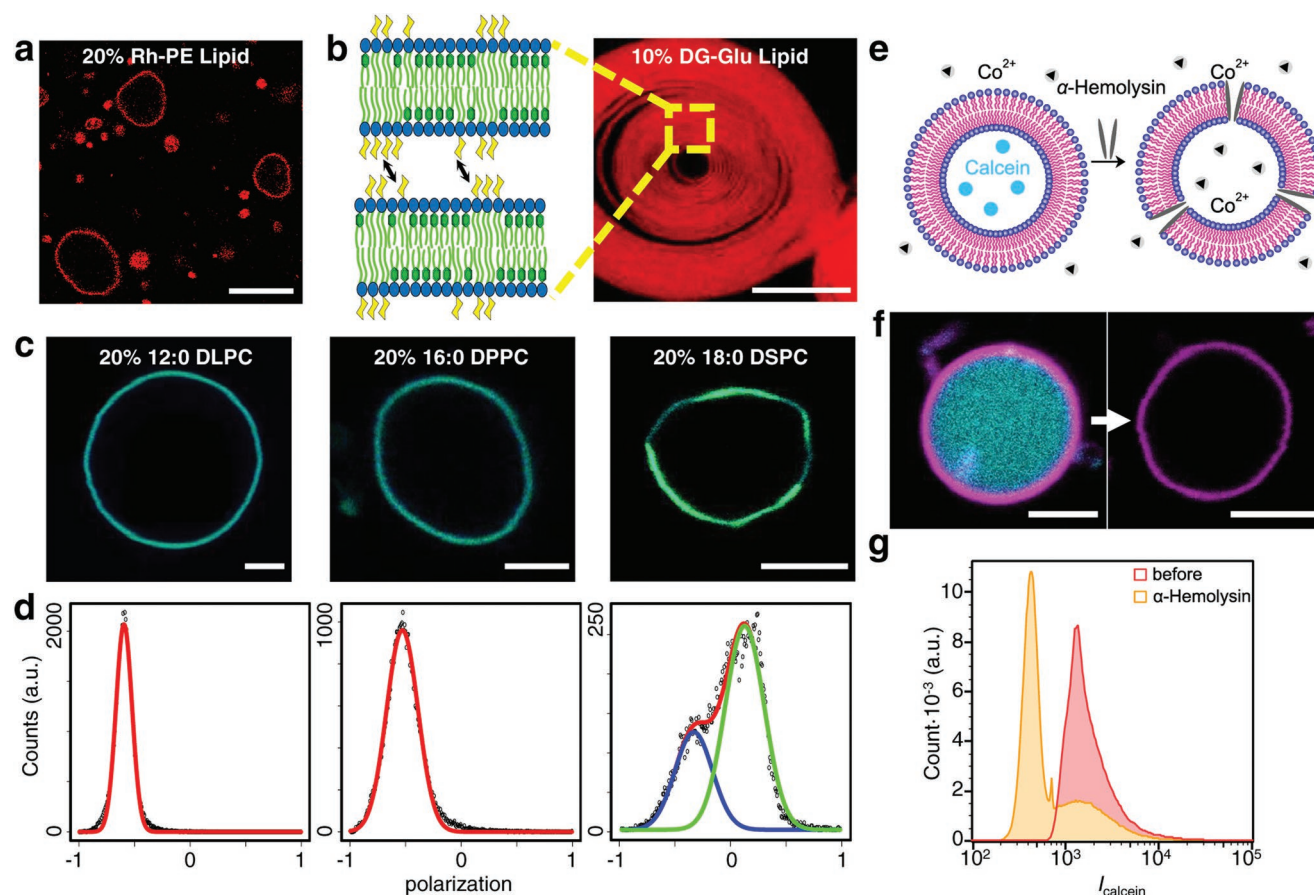 a
20% Rh-PE Lipid
b
10% DG-Glu Lipid
c
20% 12:0 DLPC
20% 16:0 DPPC
20% 18:0 DSPC
d
Counts (a.u.)
2000
0
-1
0
1
1000
0
-1
0
1
250
0
-1
0
1
polarization
e
Co²⁺
α-Hemolysin
Calcein
Co²⁺
Co²⁺
f
g
before
α-Hemolysin
Count·10⁻³ (a.u.)
10
8
6
4
2
0
10²
10³
10⁴
10⁵
I_calcein